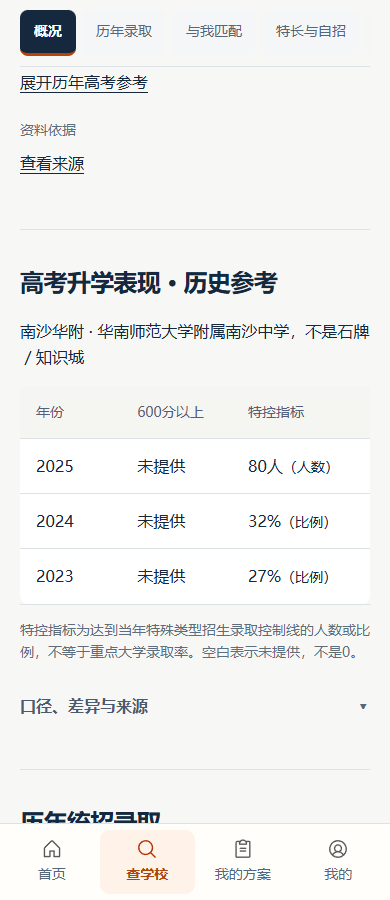 概况 历年录取 与我匹配 特长与自招
展开历年高考参考
资料依据
查看来源
高考升学表现·历史参考
南沙华附 · 华南师范大学附属南沙中学，不是石牌
/ 知识城
年份 600分以上 特控指标
2025 未提供 80人（人数）
2024 未提供 32%（比例）
2023 未提供 27%（比例）
特控指标为达到当年特殊类型招生录取控制线的人数或比
例，不等于重点大学录取率。空白表示未提供，不是0。
口径、差异与来源
历年统招录取
首页 查学校 我的方案 我的